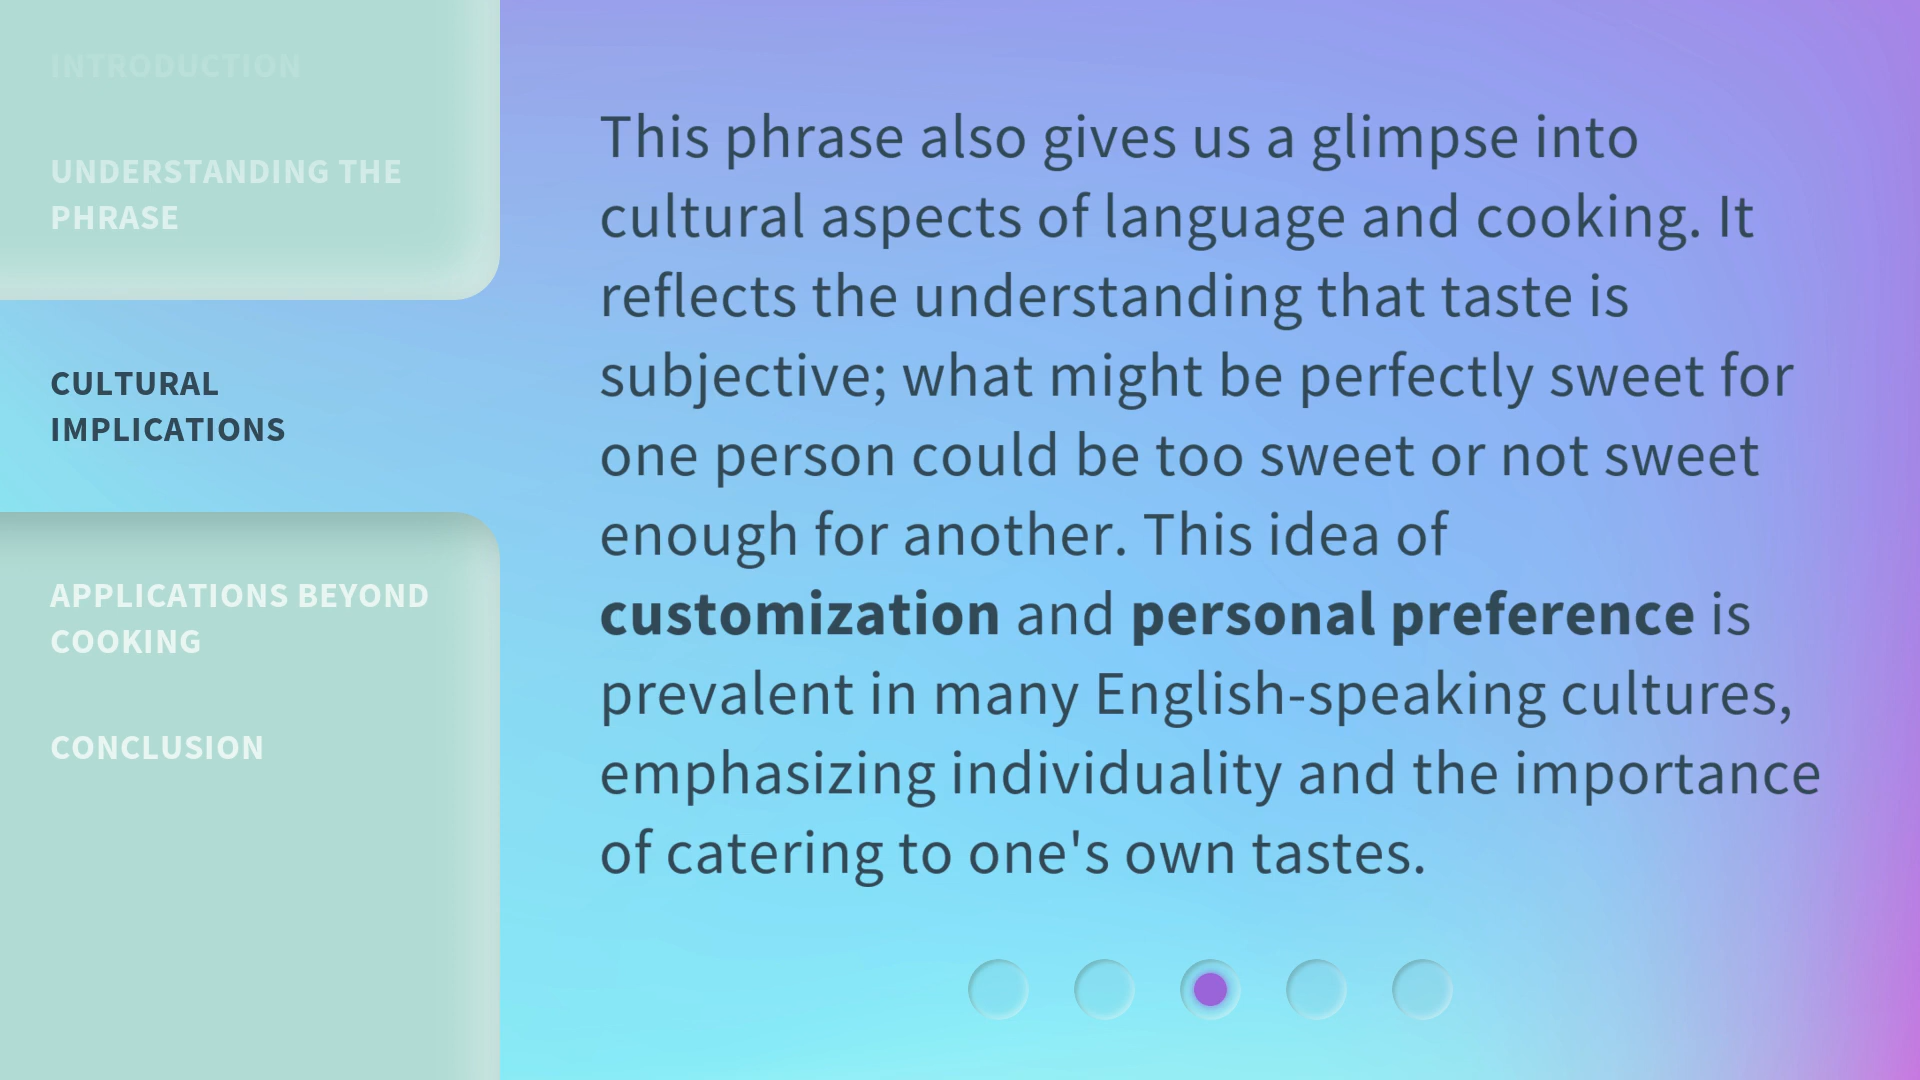 INTRODUCTION
UNDERSTANDING THE
PHRASE
CULTURAL
IMPLICATIONS
APPLICATIONS BEYOND
COOKING
CONCLUSION
This phrase also gives us a glimpse into
cultural aspects of language and cooking. It
reflects the understanding that taste is
subjective; what might be perfectly sweet for
one person could be too sweet or not sweet
enough for another. This idea of
customization and personal preference is
prevalent in many English-speaking cultures,
emphasizing individuality and the importance
of catering to one's own tastes.